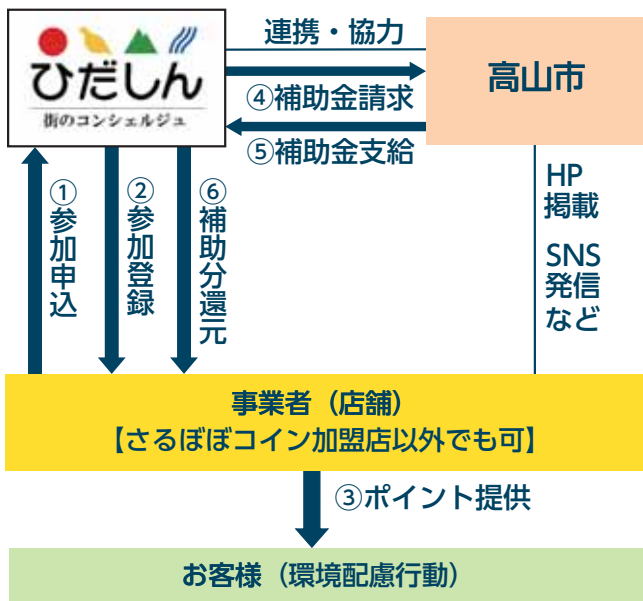 ひだしん
街のコンシェルジュ
連携・協力
④補助金請求
⑤補助金支給
高山市
①参加申込
②参加登録
⑥補助分還元
HP
掲載
SNS
発信
など
事業者（店舗）
【さるぼぼコイン加盟店以外でも可】
③ポイント提供
お客様（環境配慮行動）